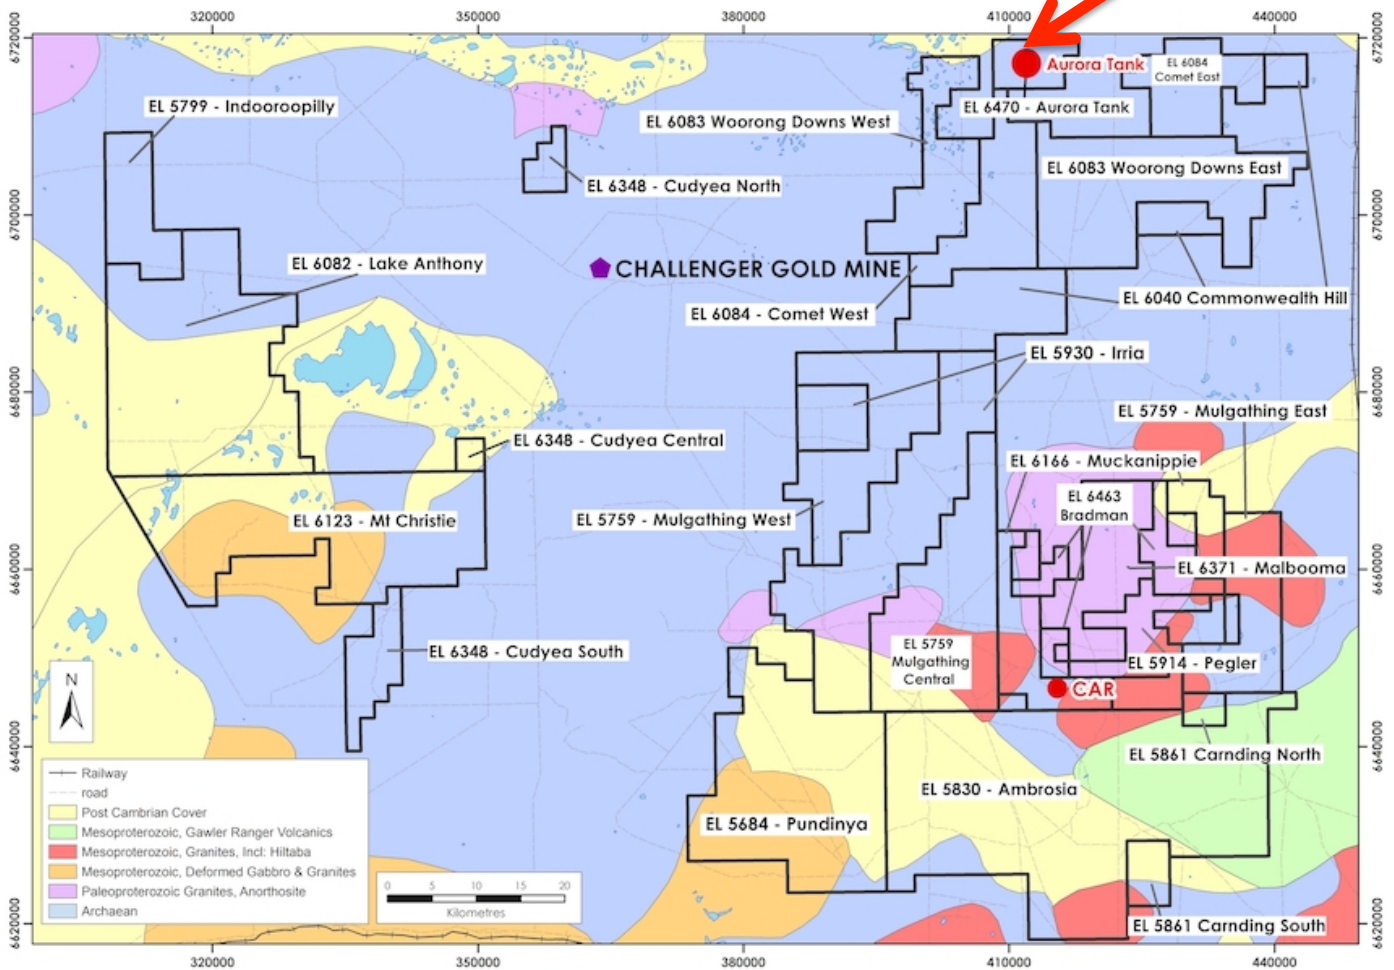 320000
350000
380000
410000
440000
6720000
6720000
Aurora Tank
EL 6084
Comet East
EL 5799 - Indooroopilly
EL 6470 - Aurora Tank
EL 6083 Woorong Downs West
EL 6083 Woorong Downs East
EL 6348 - Cudyea North
6700000
6700000
EL 6082 - Lake Anthony
CHALLENGER GOLD MINE
EL 6040 Commonwealth Hill
EL 6084 - Comet West
EL 5930 - Irria
6680000
6680000
EL 5759 - Mulgathing East
EL 6348 - Cudyea Central
EL 6166 - Muckanippie
EL 6463
Bradman
EL 6123 - Mt Christie
EL 5759 - Mulgathing West
6660000
6660000
EL 6371 - Malbooma
EL 6348 - Cudyea South
EL 5759
Mulgathing
Central
EL 5914 - Pegler
CAR
N
6640000
6640000
EL 5861 Carnding North
Railway
road
Post Cambrian Cover
Mesoproterozoic, Gawler Ranger Volcanics
Mesoproterozoic, Granites, Incl: Hiltaba
Mesoproterozoic, Deformed Gabbro & Granites
Paleoproterozoic Granites, Anorthosite
Archaean
EL 5830 - Ambrosia
EL 5684 - Pundinya
0 5 10 15 20
Kilometres
EL 5861 Carnding South
6620000
6620000
320000
350000
380000
410000
440000